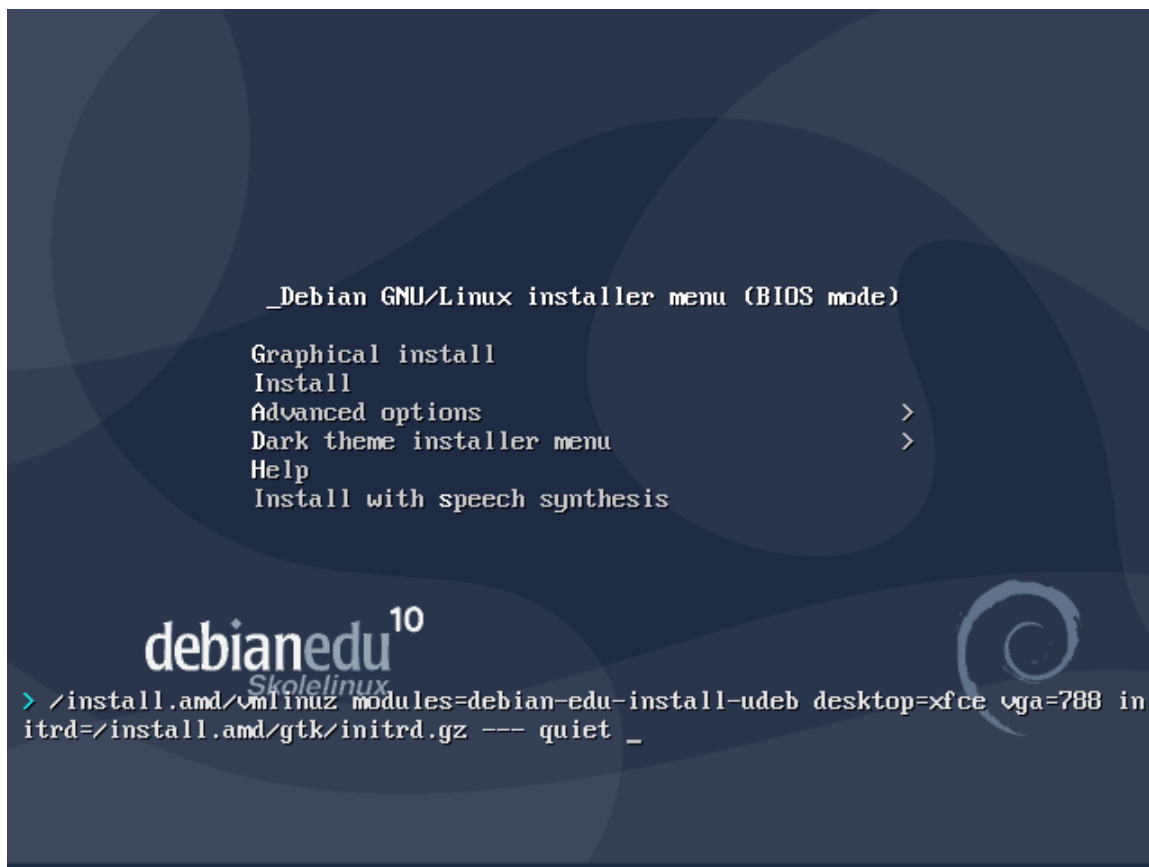 _Debian GNU/Linux installer menu (BIOS mode)
Graphical install
Install
Advanced options >
Dark theme installer menu >
Help
Install with speech synthesis
debianedu 10
Skolelinux
> /install.amd/vmlinuz modules=debian-edu-install-udeb desktop=xfce vga=788 in
itrd=/install.amd/gtk/initrd.gz --- quiet _